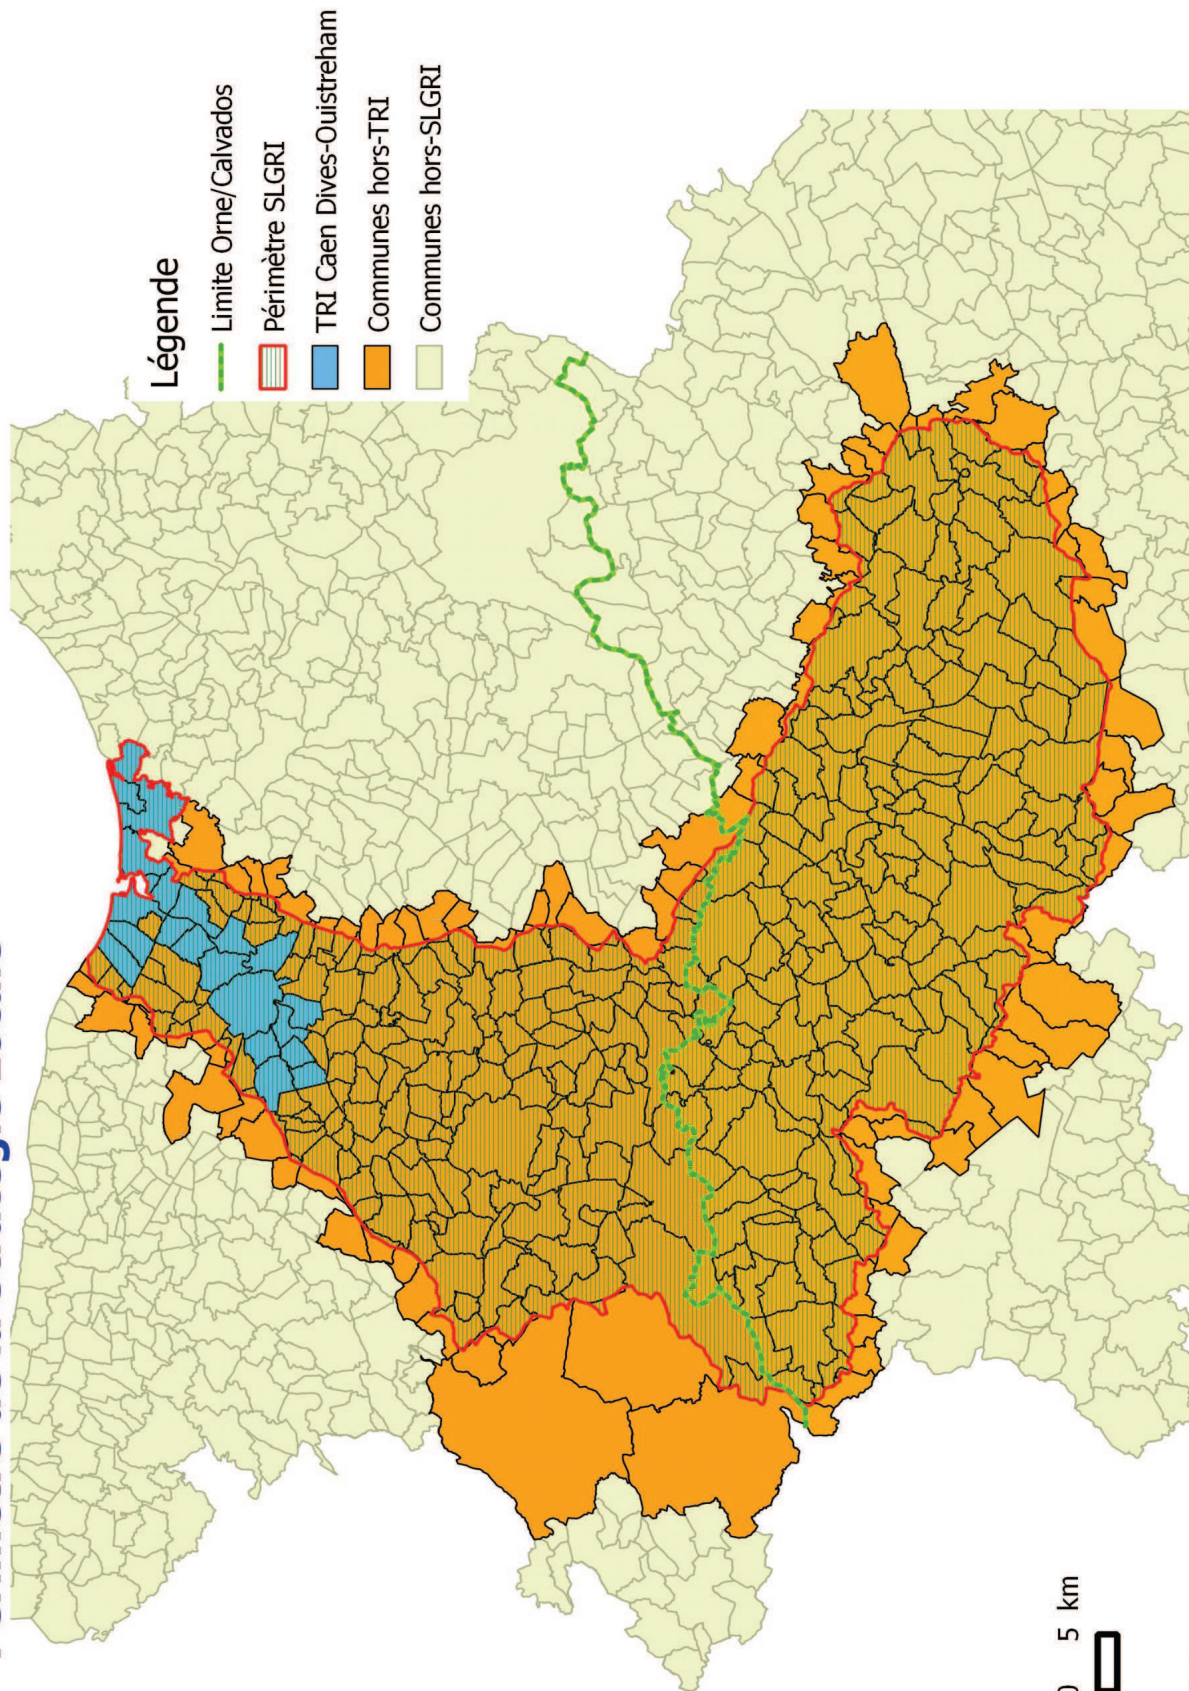 Légende
Limite Orne/Calvados
Périmètre SLGRI
TRI Caen Dives-Ouistreham
Communes hors-TRI
Communes hors-SLGRI
5 km